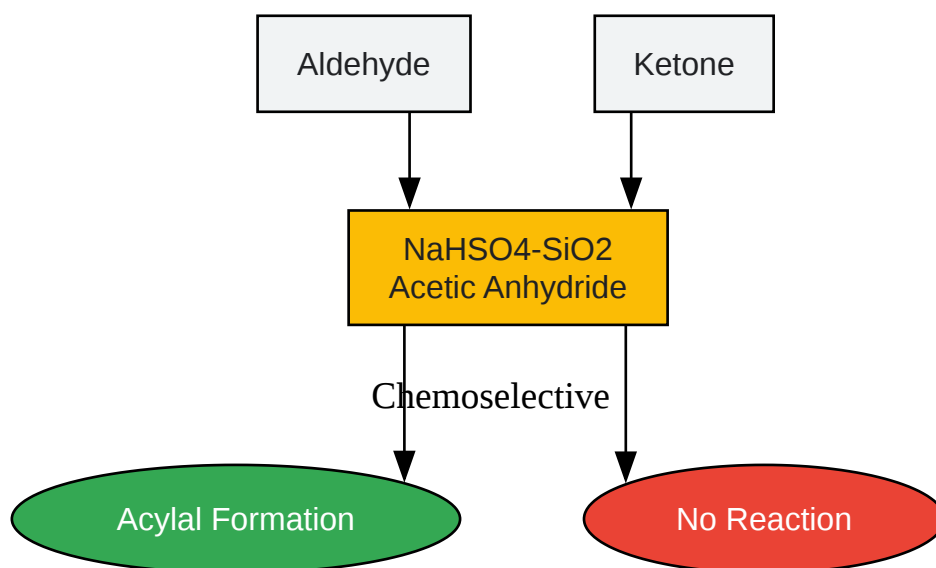 Aldehyde
Ketone
NaHSO4-SiO2
Acetic Anhydride
Chemoselective
Acylal Formation
No Reaction